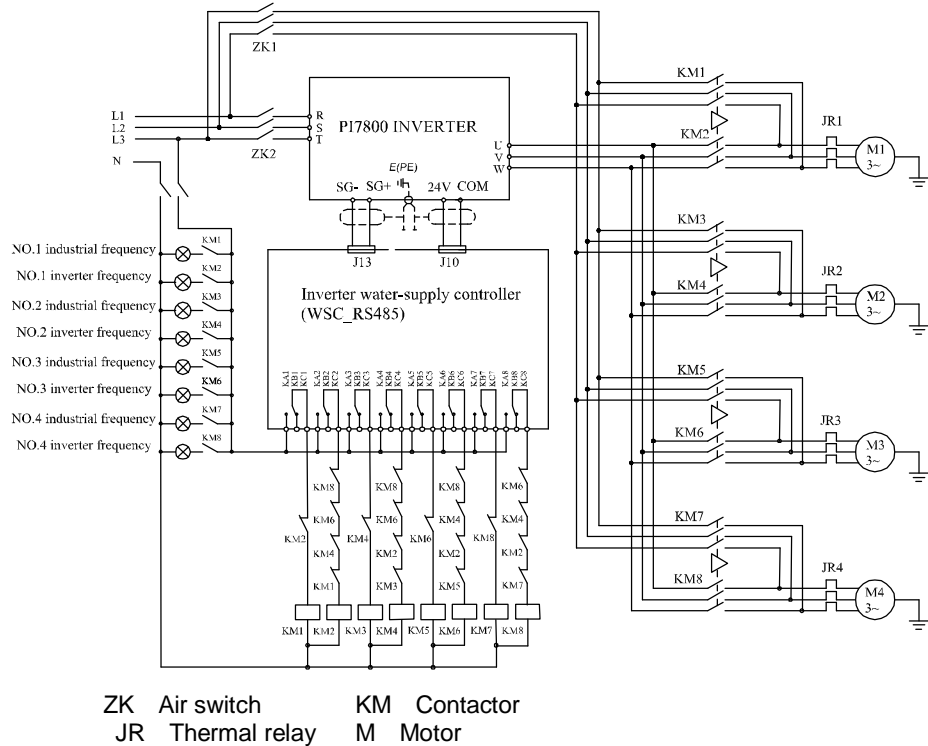 ZK1
L1
L2
L3
N
ZK2
R
S
T
PI7800 INVERTER
U
V
W
E(PE)
SG- SG+ 24V COM
J13 J10
Inverter water-supply controller
(WSC_RS485)
KA1 KB1 KC1 KA2 KB2 KC2 KA3 KB3 KC3 KA4 KB4 KC4 KA5 KB5 KC5 KA6 KB6 KC6 KA7 KB7 KC7 KA8 KB8 KC8
NO.1 industrial frequency KM1
NO.1 inverter frequency KM2
NO.2 industrial frequency KM3
NO.2 inverter frequency KM4
NO.3 industrial frequency KM5
NO.3 inverter frequency KM6
NO.4 industrial frequency KM7
NO.4 inverter frequency KM8
KM8 KM8 KM8 KM6
KM6 KM6 KM4 KM4
KM2 KM4 KM6 KM8
KM4 KM2 KM2 KM2
KM1 KM3 KM5 KM7
KM1 KM2 KM3 KM4 KM5 KM6 KM7 KM8
KM1
KM2
JR1
M1
3~
KM3
KM4
JR2
M2
3~
KM5
KM6
JR3
M3
3~
KM7
KM8
JR4
M4
3~
ZK Air switch KM Contactor
JR Thermal relay M Motor